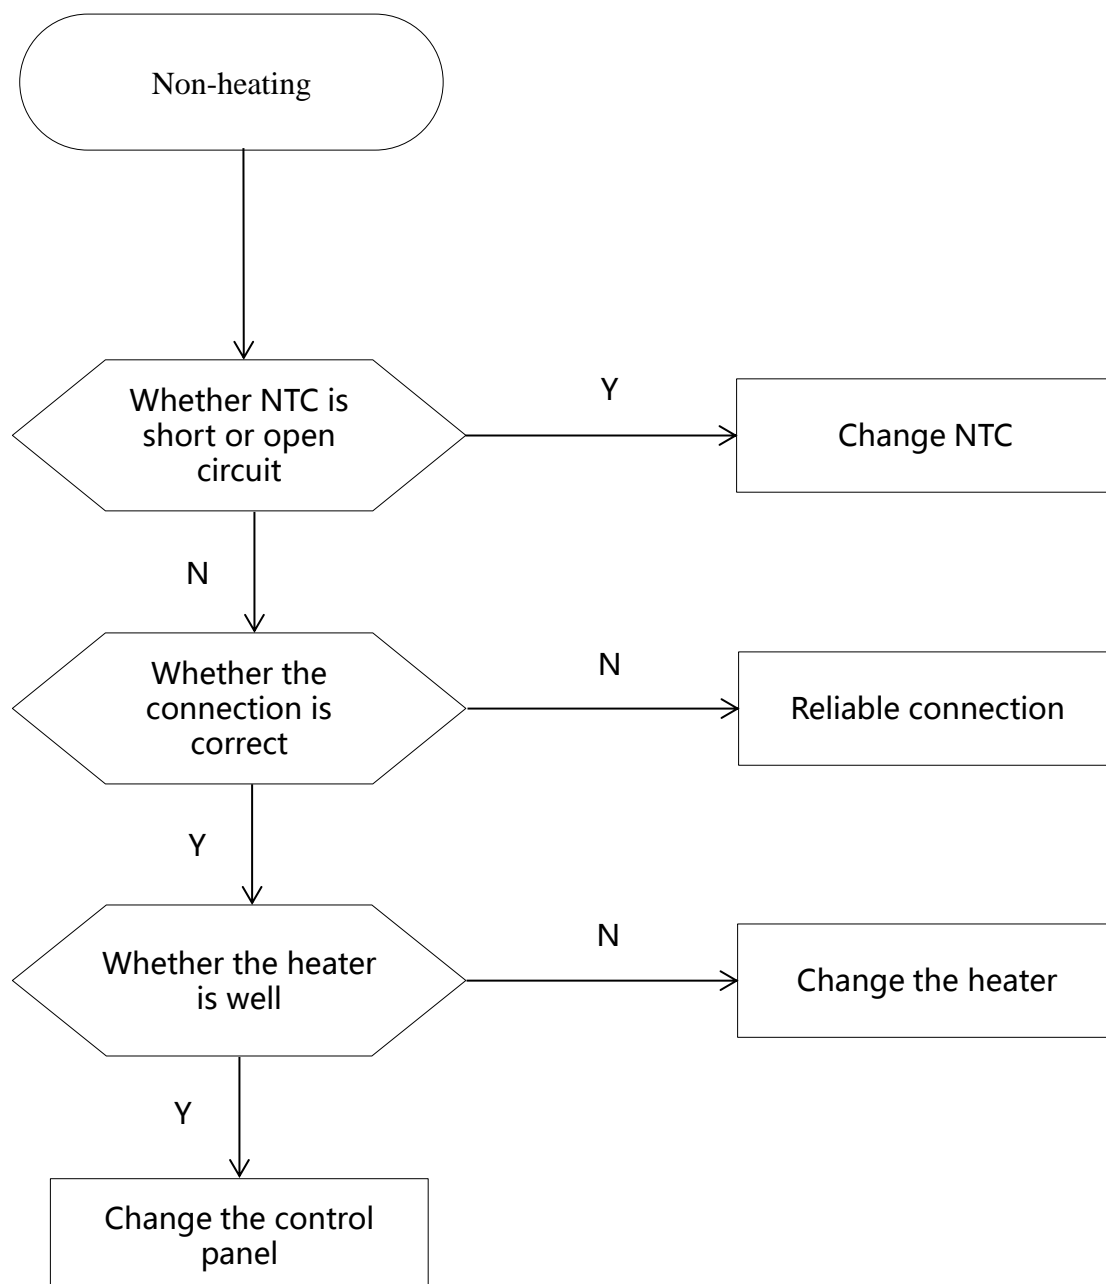 Non-heating
Whether NTC is
short or open
circuit
Y
Change NTC
N
Whether the
connection is
correct
N
Reliable connection
Y
Whether the heater
is well
N
Change the heater
Y
Change the control
panel